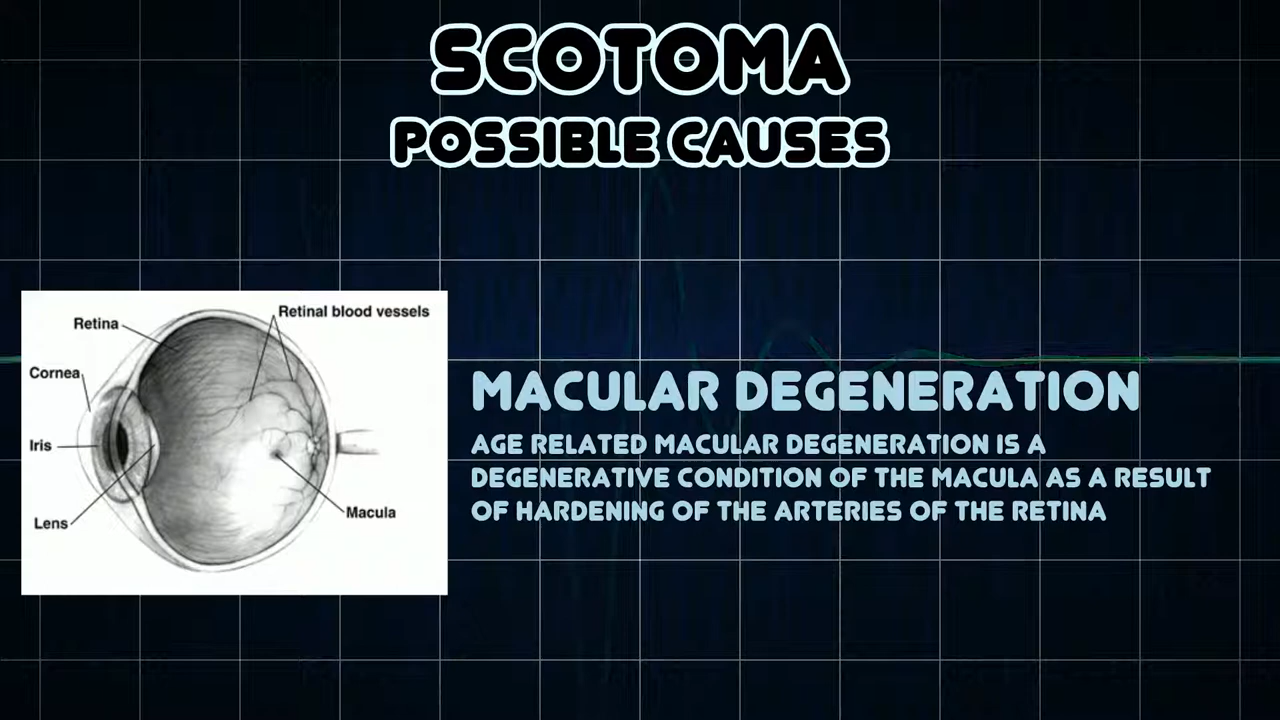 SCOTOMA
POSSIBLE CAUSES
Retinal blood vessels
Retina
Cornea
Iris
Lens
Macula
MACULAR DEGENERATION
AGE RELATED MACULAR DEGENERATION IS A
DEGENERATIVE CONDITION OF THE MACULA AS A RESULT
OF HARDENING OF THE ARTERIES OF THE RETINA